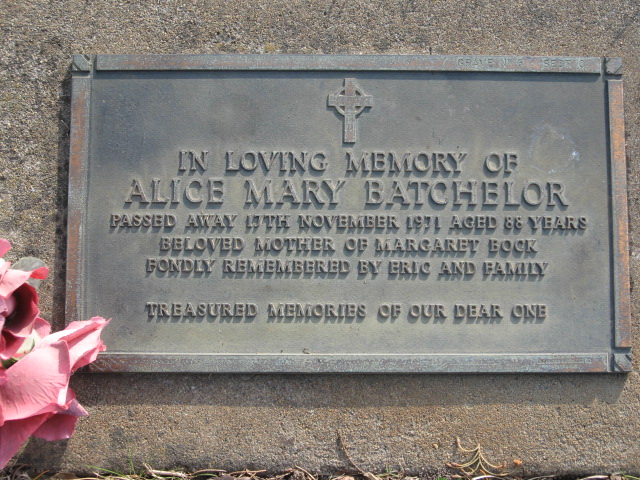 IN LOVING MEMORY OF
ALICE MARY BATCHELOR
PASSED AWAY 17TH NOVEMBER 1971 AGED 88 YEARS
BELOVED MOTHER OF MARGARET BOCK
FONDLY REMEMBERED BY ERIC AND FAMILY
TREASURED MEMORIES OF OUR DEAR ONE